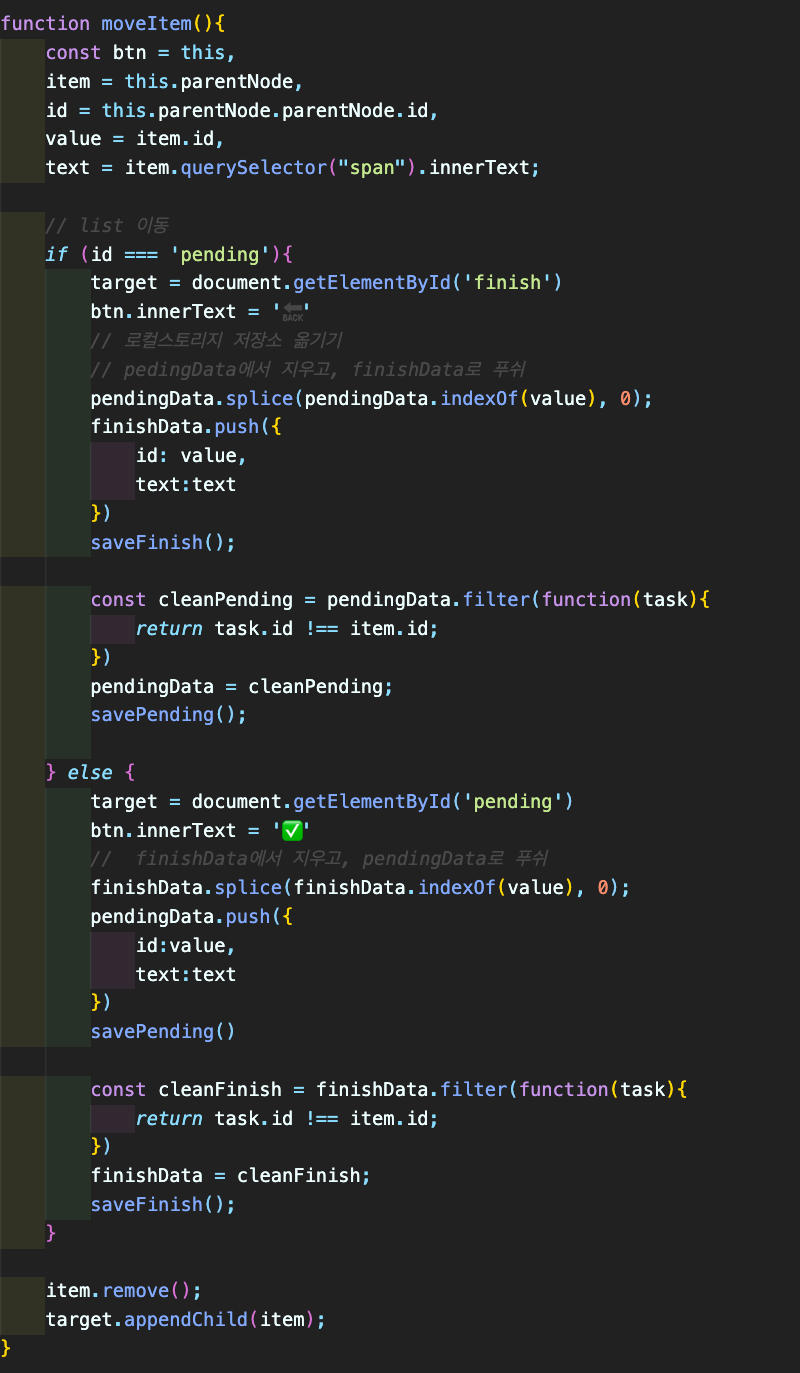 function moveItem(){
const btn = this,
item = this.parentNode,
id = this.parentNode.parentNode.id,
value = item.id,
text = item.querySelector("span").innerText;
// list 이동
if (id === 'pending'){
target = document.getElementById('finish')
btn.innerText = '🔙'
// 로컬스토리지 저장소 옮기기
// pedingData에서 지우고, finishData로 푸쉬
pendingData.splice(pendingData.indexOf(value), 0);
finishData.push({
id: value,
text:text
})
saveFinish();
const cleanPending = pendingData.filter(function(task){
return task.id !== item.id;
})
pendingData = cleanPending;
savePending();
} else {
target = document.getElementById('pending')
btn.innerText = '✅'
//  finishData에서 지우고, pendingData로 푸쉬
finishData.splice(finishData.indexOf(value), 0);
pendingData.push({
id:value,
text:text
})
savePending()
const cleanFinish = finishData.filter(function(task){
return task.id !== item.id;
})
finishData = cleanFinish;
saveFinish();
}
item.remove();
target.appendChild(item);
}